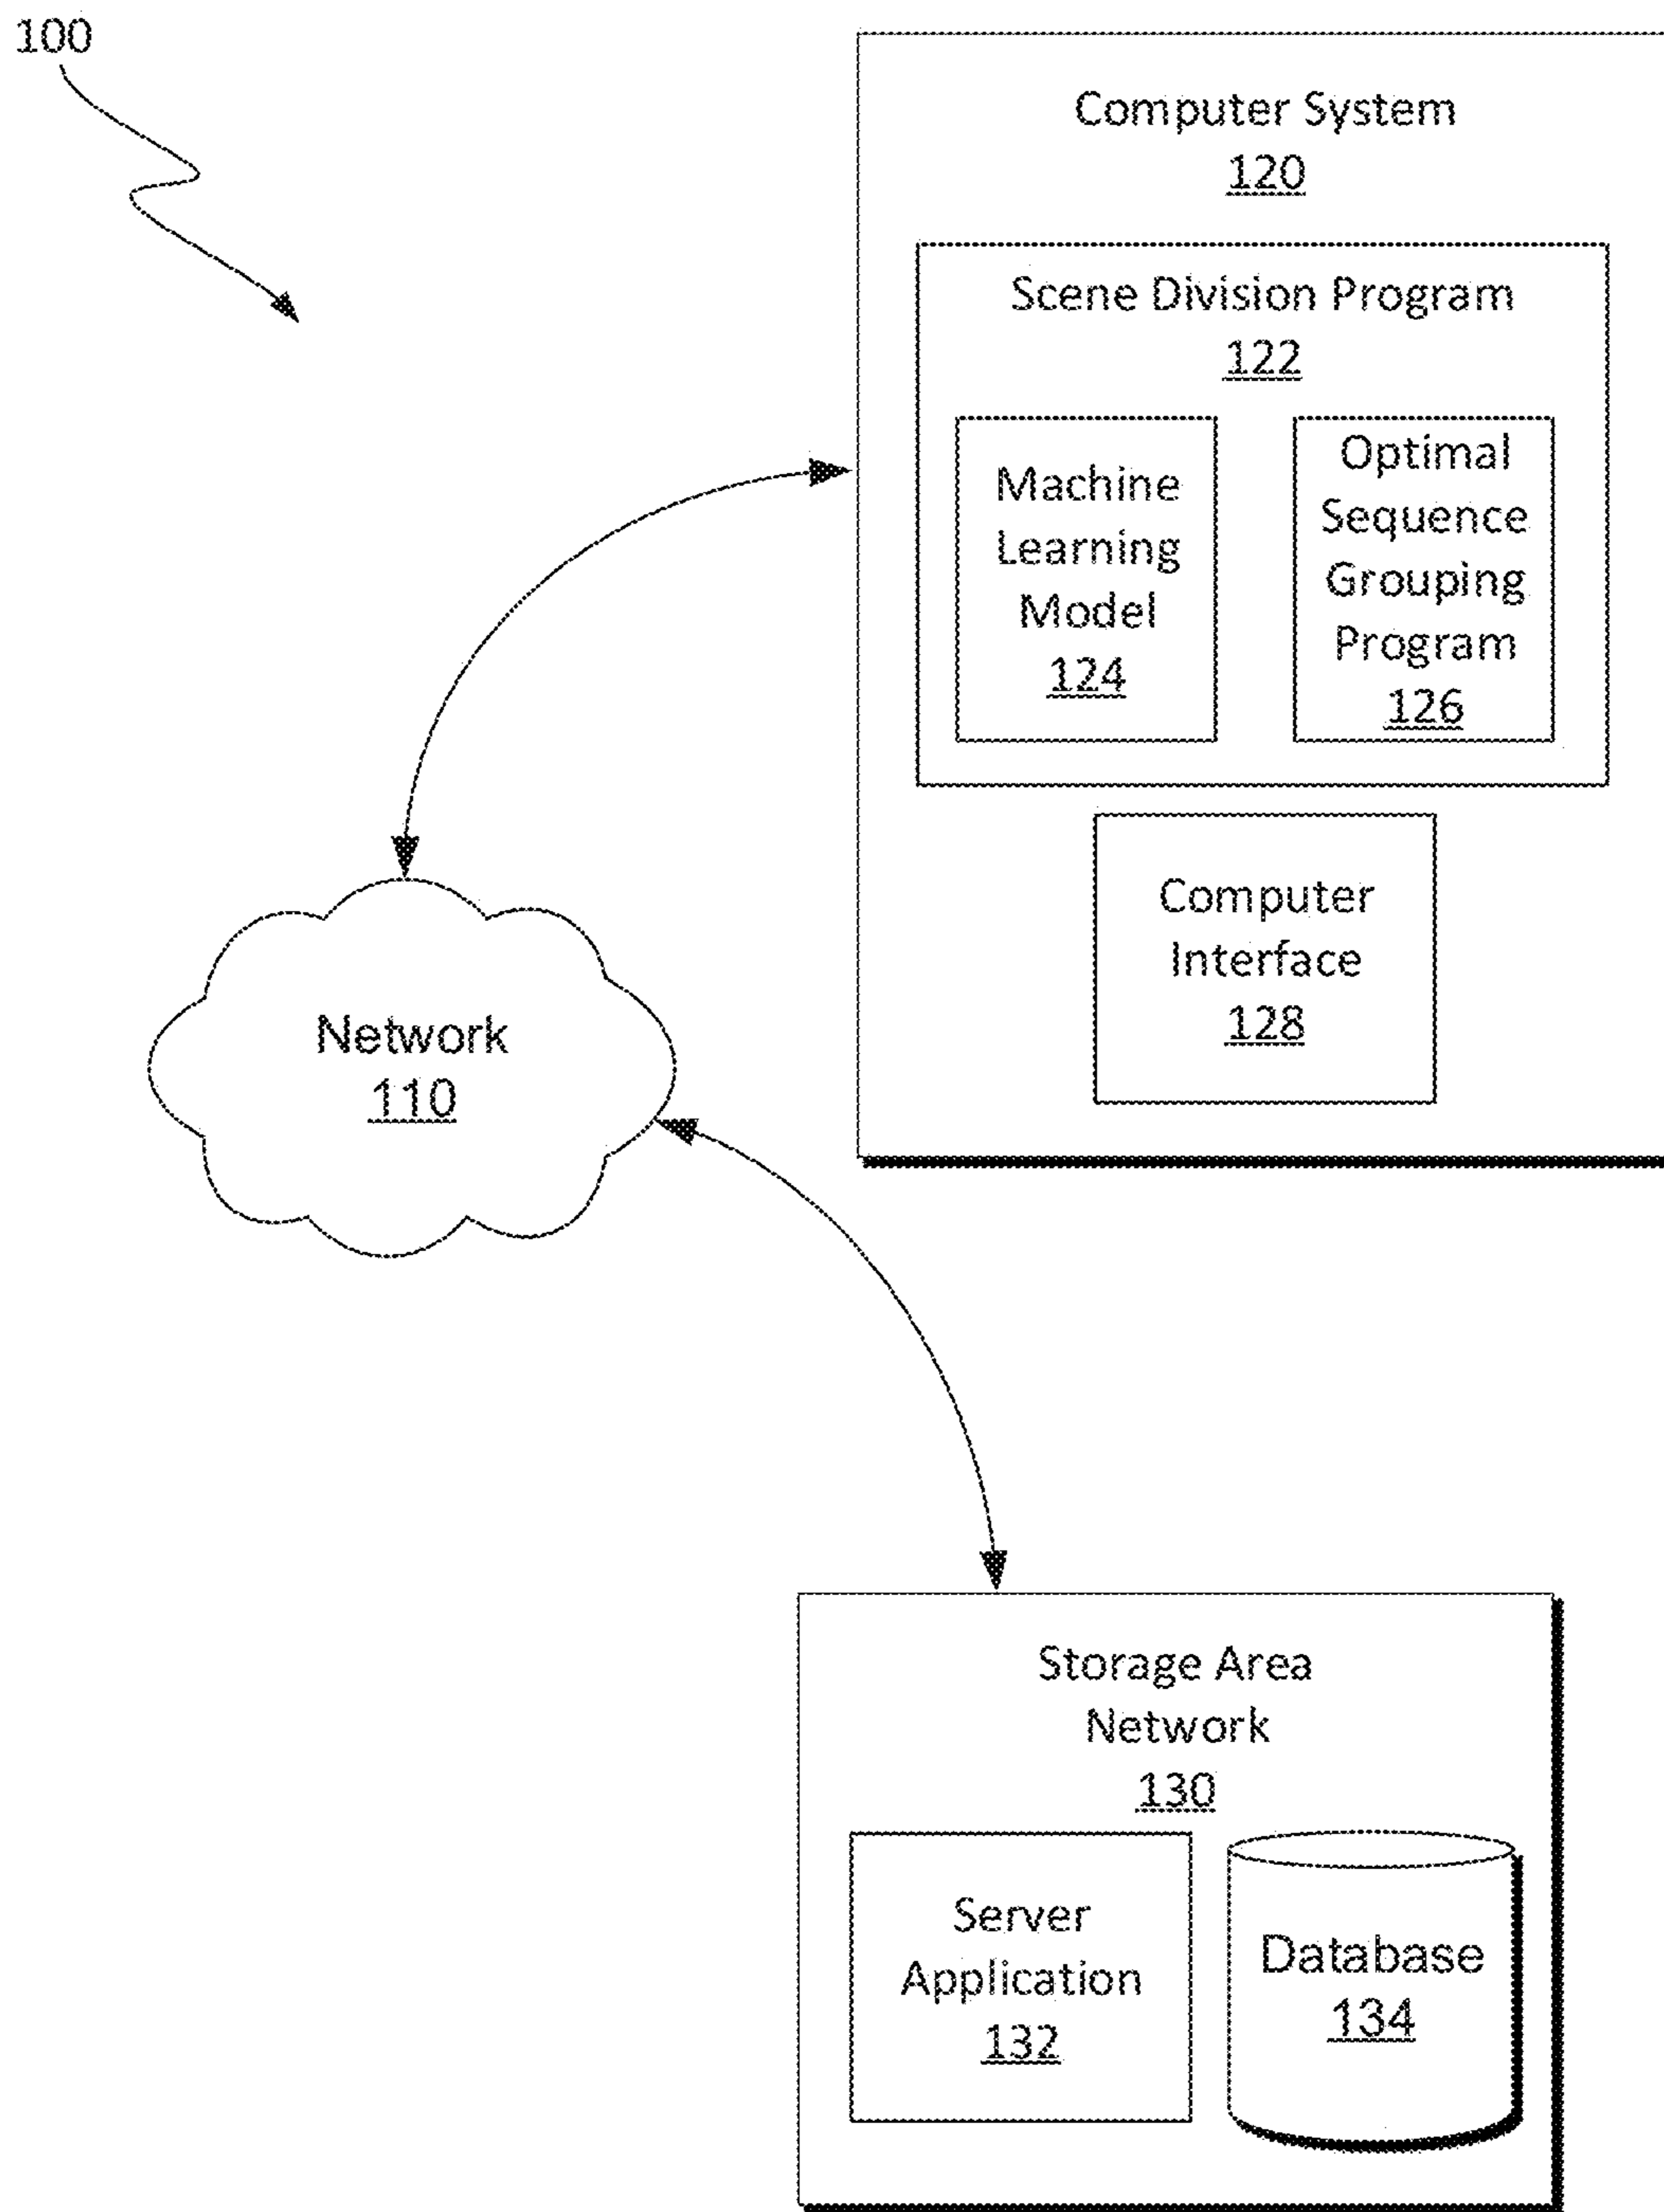 100
Computer System
120
Scene Division Program
122
Machine
Learning
Model
124
Optimal
Sequence
Grouping
Program
126
Computer
Interface
128
Network
110
Storage Area
Network
130
Server
Application
132
Database
134